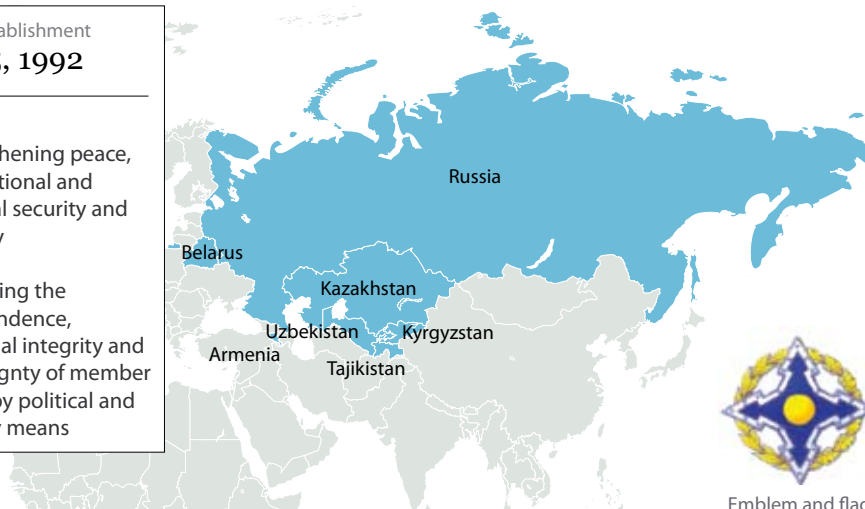 ablishment
, 1992
hening peace,
tional and
al security and
y
ing the
ndence,
al integrity and
gnty of member
by political and
y means
Russia
Belarus
Kazakhstan
Uzbekistan
Kyrgyzstan
Armenia
Tajikistan
Emblem and flag